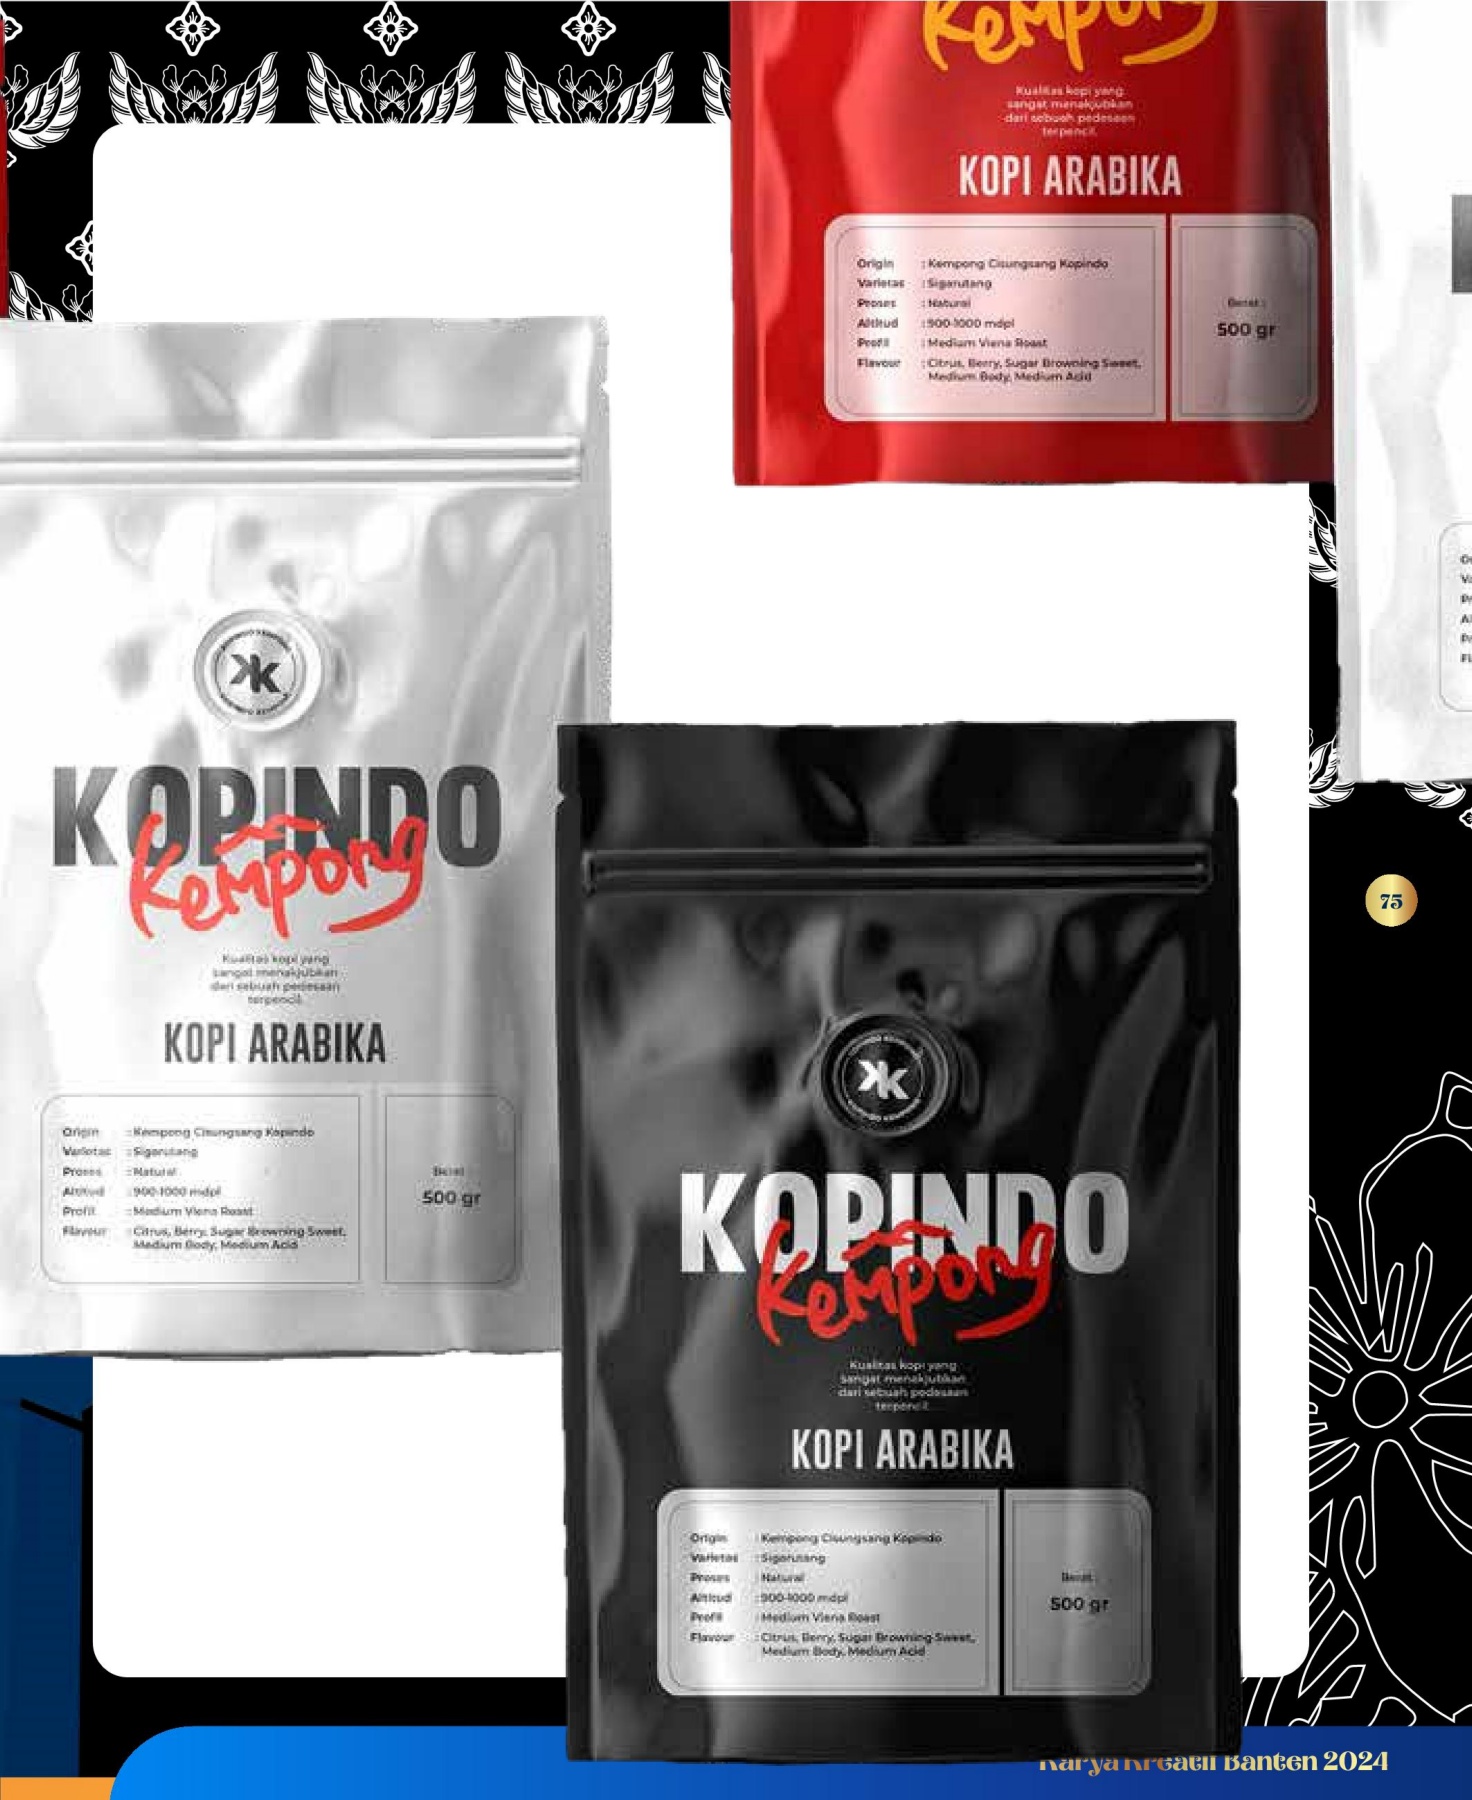 Kempong
Kualitas kopi yang
sangat menakjubkan
dari sebuah pedesaan
terpencil.
KOPI ARABIKA
Origin : Kempong Cisungsang Kopindo
Varietas : Sigarutang
Proses : Natural
Altitud : 900-1000 mdpl
Profil : Medium Viena Roast
Flavour : Citrus, Berry, Sugar Browning Sweet,
Medium Body, Medium Acid
Berat :
500 gr
KK
KOPINDO
Kempong
Kualitas kopi yang
sangat menakjubkan
dari sebuah pedesaan
terpencil.
KOPI ARABIKA
Origin : Kempong Cisungsang Kopindo
Varietas : Sigarutang
Proses : Natural
Altitud : 900-1000 mdpl
Profil : Medium Viena Roast
Flavour : Citrus, Berry, Sugar Browning Sweet,
Medium Body, Medium Acid
Berat :
500 gr
75
KK
KOPINDO
Kempong
Kualitas kopi yang
sangat menakjubkan
dari sebuah pedesaan
terpencil.
KOPI ARABIKA
Origin : Kempong Cisungsang Kopindo
Varietas : Sigarutang
Proses : Natural
Altitud : 900-1000 mdpl
Profil : Medium Viena Roast
Flavour : Citrus, Berry, Sugar Browning Sweet,
Medium Body, Medium Acid
Berat :
500 gr
Karya Kreatif Banten 2024